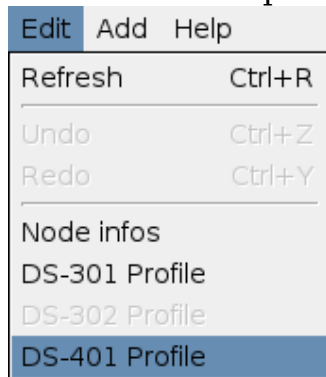 Edit Add Help
Refresh Ctrl+R
Undo Ctrl+Z
Redo Ctrl+Y
Node infos
DS-301 Profile
DS-302 Profile
DS-401 Profile